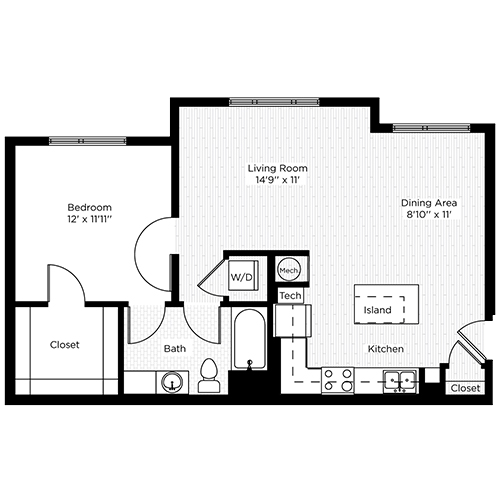 Living Room
14'9" x 11'
Dining Area
8'10" x 11'
Bedroom
12' x 11'11"
W/D
Mech.
Tech
Island
Closet
Bath
Kitchen
Closet